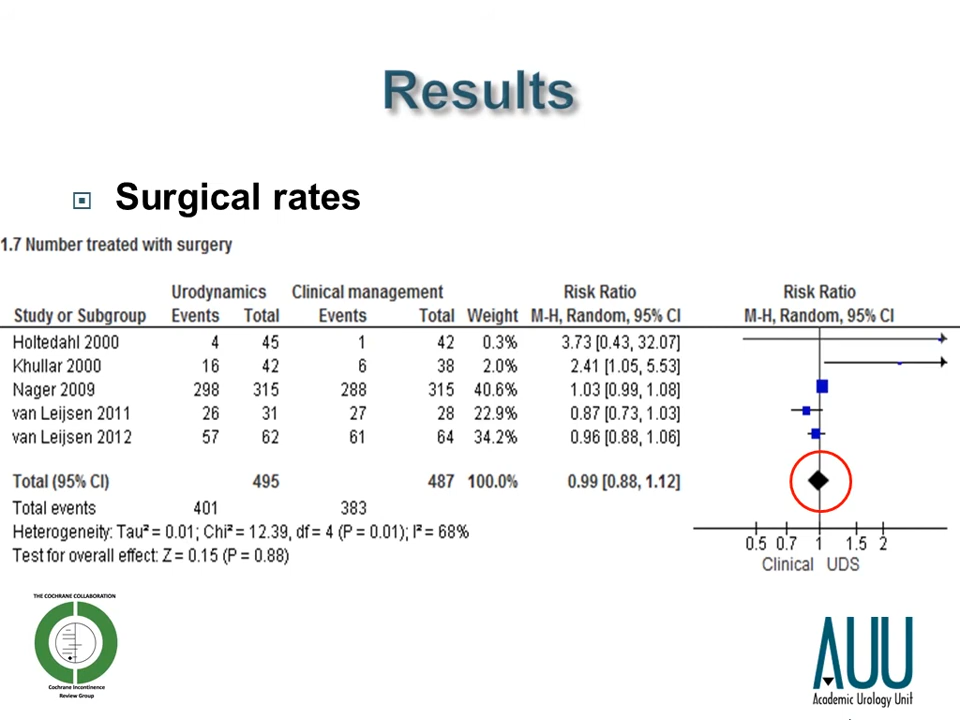 Results
Surgical rates
1.7 Number treated with surgery
Urodynamics Clinical management Risk Ratio Risk Ratio
Study or Subgroup Events Total Events Total Weight M-H, Random, 95% CI M-H, Random, 95% CI
Holtedahl 2000 4 45 1 42 0.3% 3.73 [0.43, 32.07]
Khullar 2000 16 42 6 38 2.0% 2.41 [1.05, 5.53]
Nager 2009 298 315 288 315 40.6% 1.03 [0.99, 1.08]
van Leijsen 2011 26 31 27 28 22.9% 0.87 [0.73, 1.03]
van Leijsen 2012 57 62 61 64 34.2% 0.96 [0.88, 1.06]
Total (95% CI) 495 487 100.0% 0.99 [0.88, 1.12]
Total events 401 383
Heterogeneity: Tau² = 0.01; Chi² = 12.39, df = 4 (P = 0.01); I² = 68%
Test for overall effect: Z = 0.15 (P = 0.88)
0.5 0.7 1 1.5 2
Clinical UDS
THE COCHRANE COLLABORATION
Cochrane Incontinence
Review Group
AUU
Academic Urology Unit